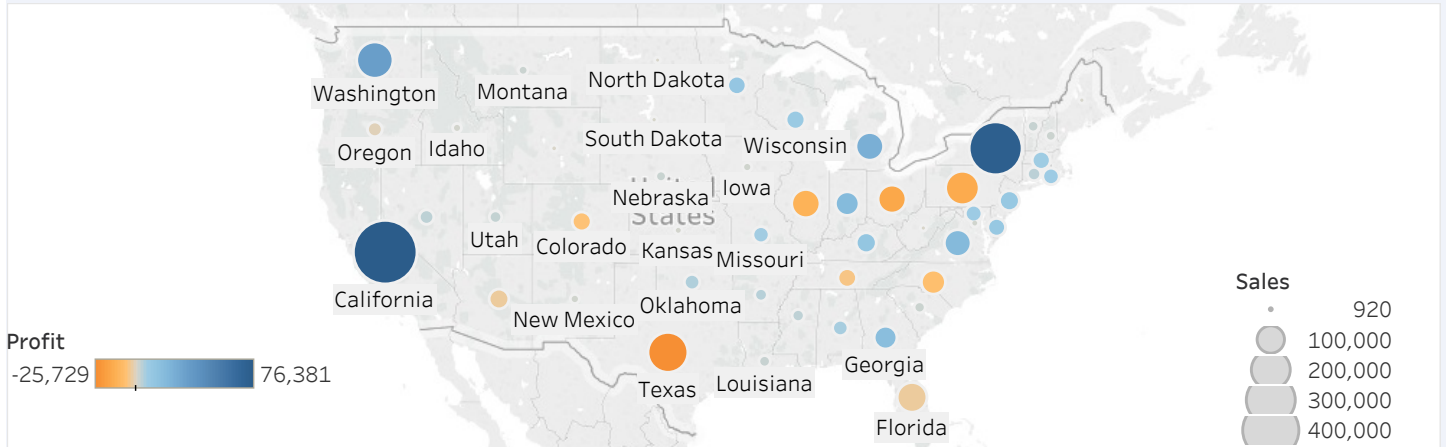 North Dakota
Washington
Montana
South Dakota
Wisconsin
Oregon
Idaho
Iowa
Nebraska
States
Utah
Colorado
Kansas
Missouri
California
Oklahoma
New Mexico
Georgia
Texas
Louisiana
Florida
Profit
-25,729
76,381
Sales
920
100,000
200,000
300,000
400,000